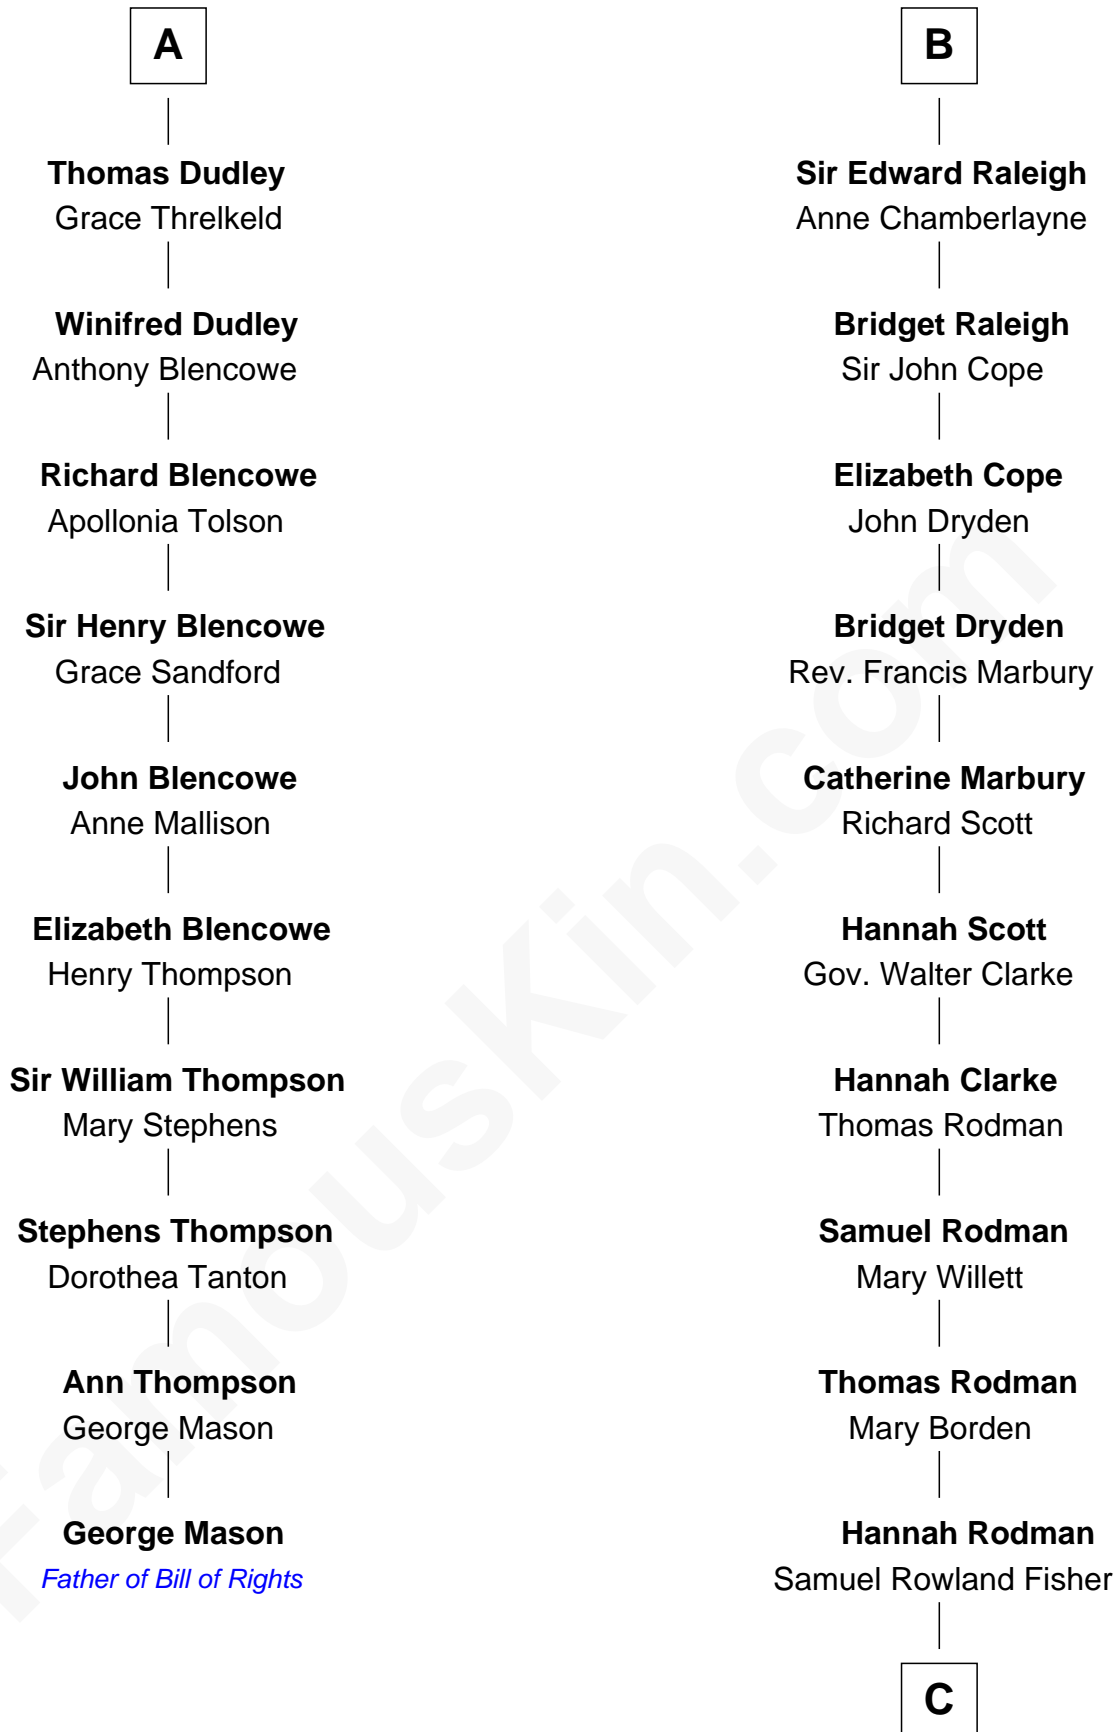 A
Thomas Dudley
Grace Threlkeld
Winifred Dudley
Anthony Blencowe
Richard Blencowe
Apollonia Tolson
Sir Henry Blencowe
Grace Sandford
John Blencowe
Anne Mallison
Elizabeth Blencowe
Henry Thompson
Sir William Thompson
Mary Stephens
Stephens Thompson
Dorothea Tanton
Ann Thompson
George Mason
George Mason
Father of Bill of Rights
B
Sir Edward Raleigh
Anne Chamberlayne
Bridget Raleigh
Sir John Cope
Elizabeth Cope
John Dryden
Bridget Dryden
Rev. Francis Marbury
Catherine Marbury
Richard Scott
Hannah Scott
Gov. Walter Clarke
Hannah Clarke
Thomas Rodman
Samuel Rodman
Mary Willett
Thomas Rodman
Mary Borden
Hannah Rodman
Samuel Rowland Fisher
C
FamousKin.com